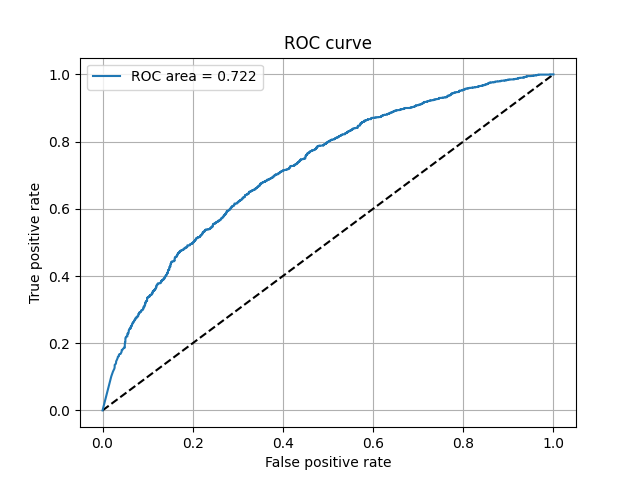 ROC curve
ROC area = 0.722
True positive rate
1.0
0.8
0.6
0.4
0.2
0.0
0.0 0.2 0.4 0.6 0.8 1.0
False positive rate